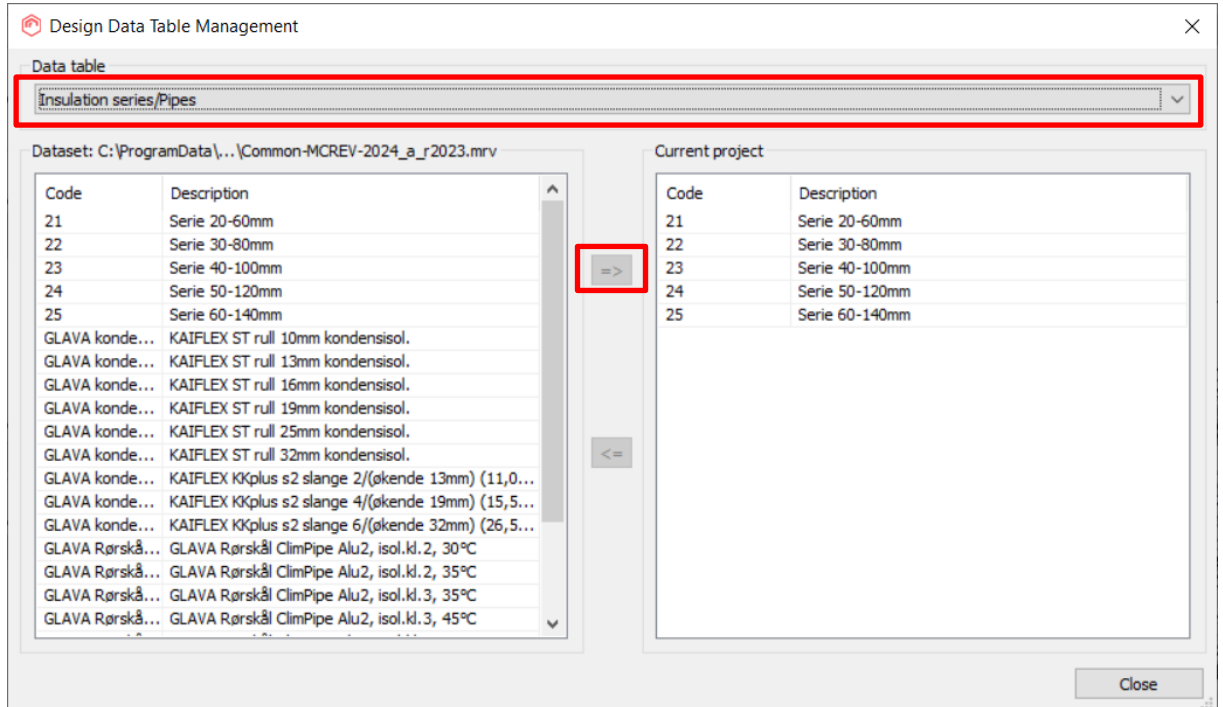 Design Data Table Management
Data table
Insulation series/Pipes
Dataset: C:\ProgramData\...\Common-MCREV-2024_a_r2023.mrv
Code Description
21 Serie 20-60mm
22 Serie 30-80mm
23 Serie 40-100mm
24 Serie 50-120mm
25 Serie 60-140mm
GLAVA konde... KAIFLEX ST rull 10mm kondensisol.
GLAVA konde... KAIFLEX ST rull 13mm kondensisol.
GLAVA konde... KAIFLEX ST rull 16mm kondensisol.
GLAVA konde... KAIFLEX ST rull 19mm kondensisol.
GLAVA konde... KAIFLEX ST rull 25mm kondensisol.
GLAVA konde... KAIFLEX ST rull 32mm kondensisol.
GLAVA konde... KAIFLEX KKplus s2 slange 2/(økende 13mm) (11,0...
GLAVA konde... KAIFLEX KKplus s2 slange 4/(økende 19mm) (15,5...
GLAVA konde... KAIFLEX KKplus s2 slange 6/(økende 32mm) (26,5...
GLAVA Rørskå... GLAVA Rørskål ClimPipe Alu2, isol.kl.2, 30°C
GLAVA Rørskå... GLAVA Rørskål ClimPipe Alu2, isol.kl.2, 35°C
GLAVA Rørskå... GLAVA Rørskål ClimPipe Alu2, isol.kl.3, 35°C
GLAVA Rørskå... GLAVA Rørskål ClimPipe Alu2, isol.kl.3, 45°C
=>
<=
Current project
Code Description
21 Serie 20-60mm
22 Serie 30-80mm
23 Serie 40-100mm
24 Serie 50-120mm
25 Serie 60-140mm
Close